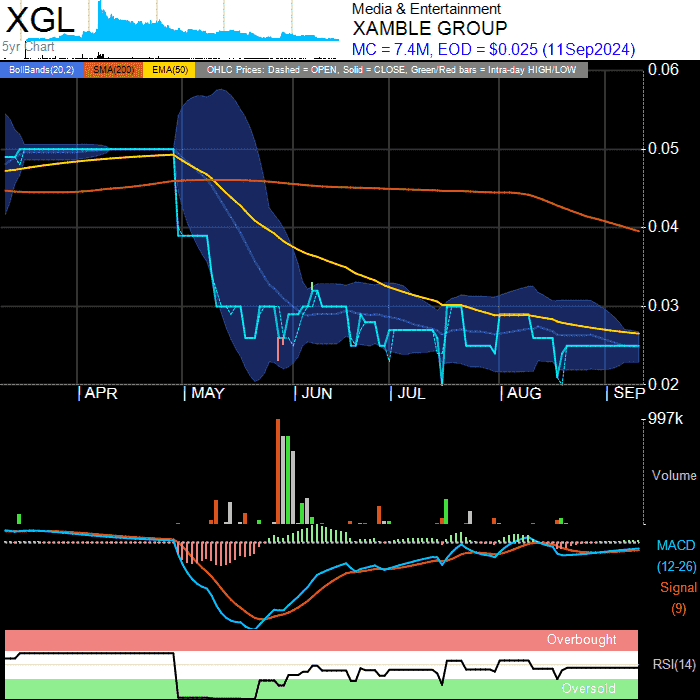 XGL
5yr Chart
Media & Entertainment
XAMBLE GROUP
MC = 7.4M, EOD = $0.025 (11Sep2024)
BollBands(20,2) SMA(200) EMA(50) OHLC Prices: Dashed = OPEN, Solid = CLOSE, Green/Red bars = Intra-day HIGH/LOW
0.06
0.05
0.04
0.03
0.02
APR MAY JUN JUL AUG SEP
997k
Volume
MACD
(12-26)
Signal
(9)
Overbought
RSI(14)
Oversold